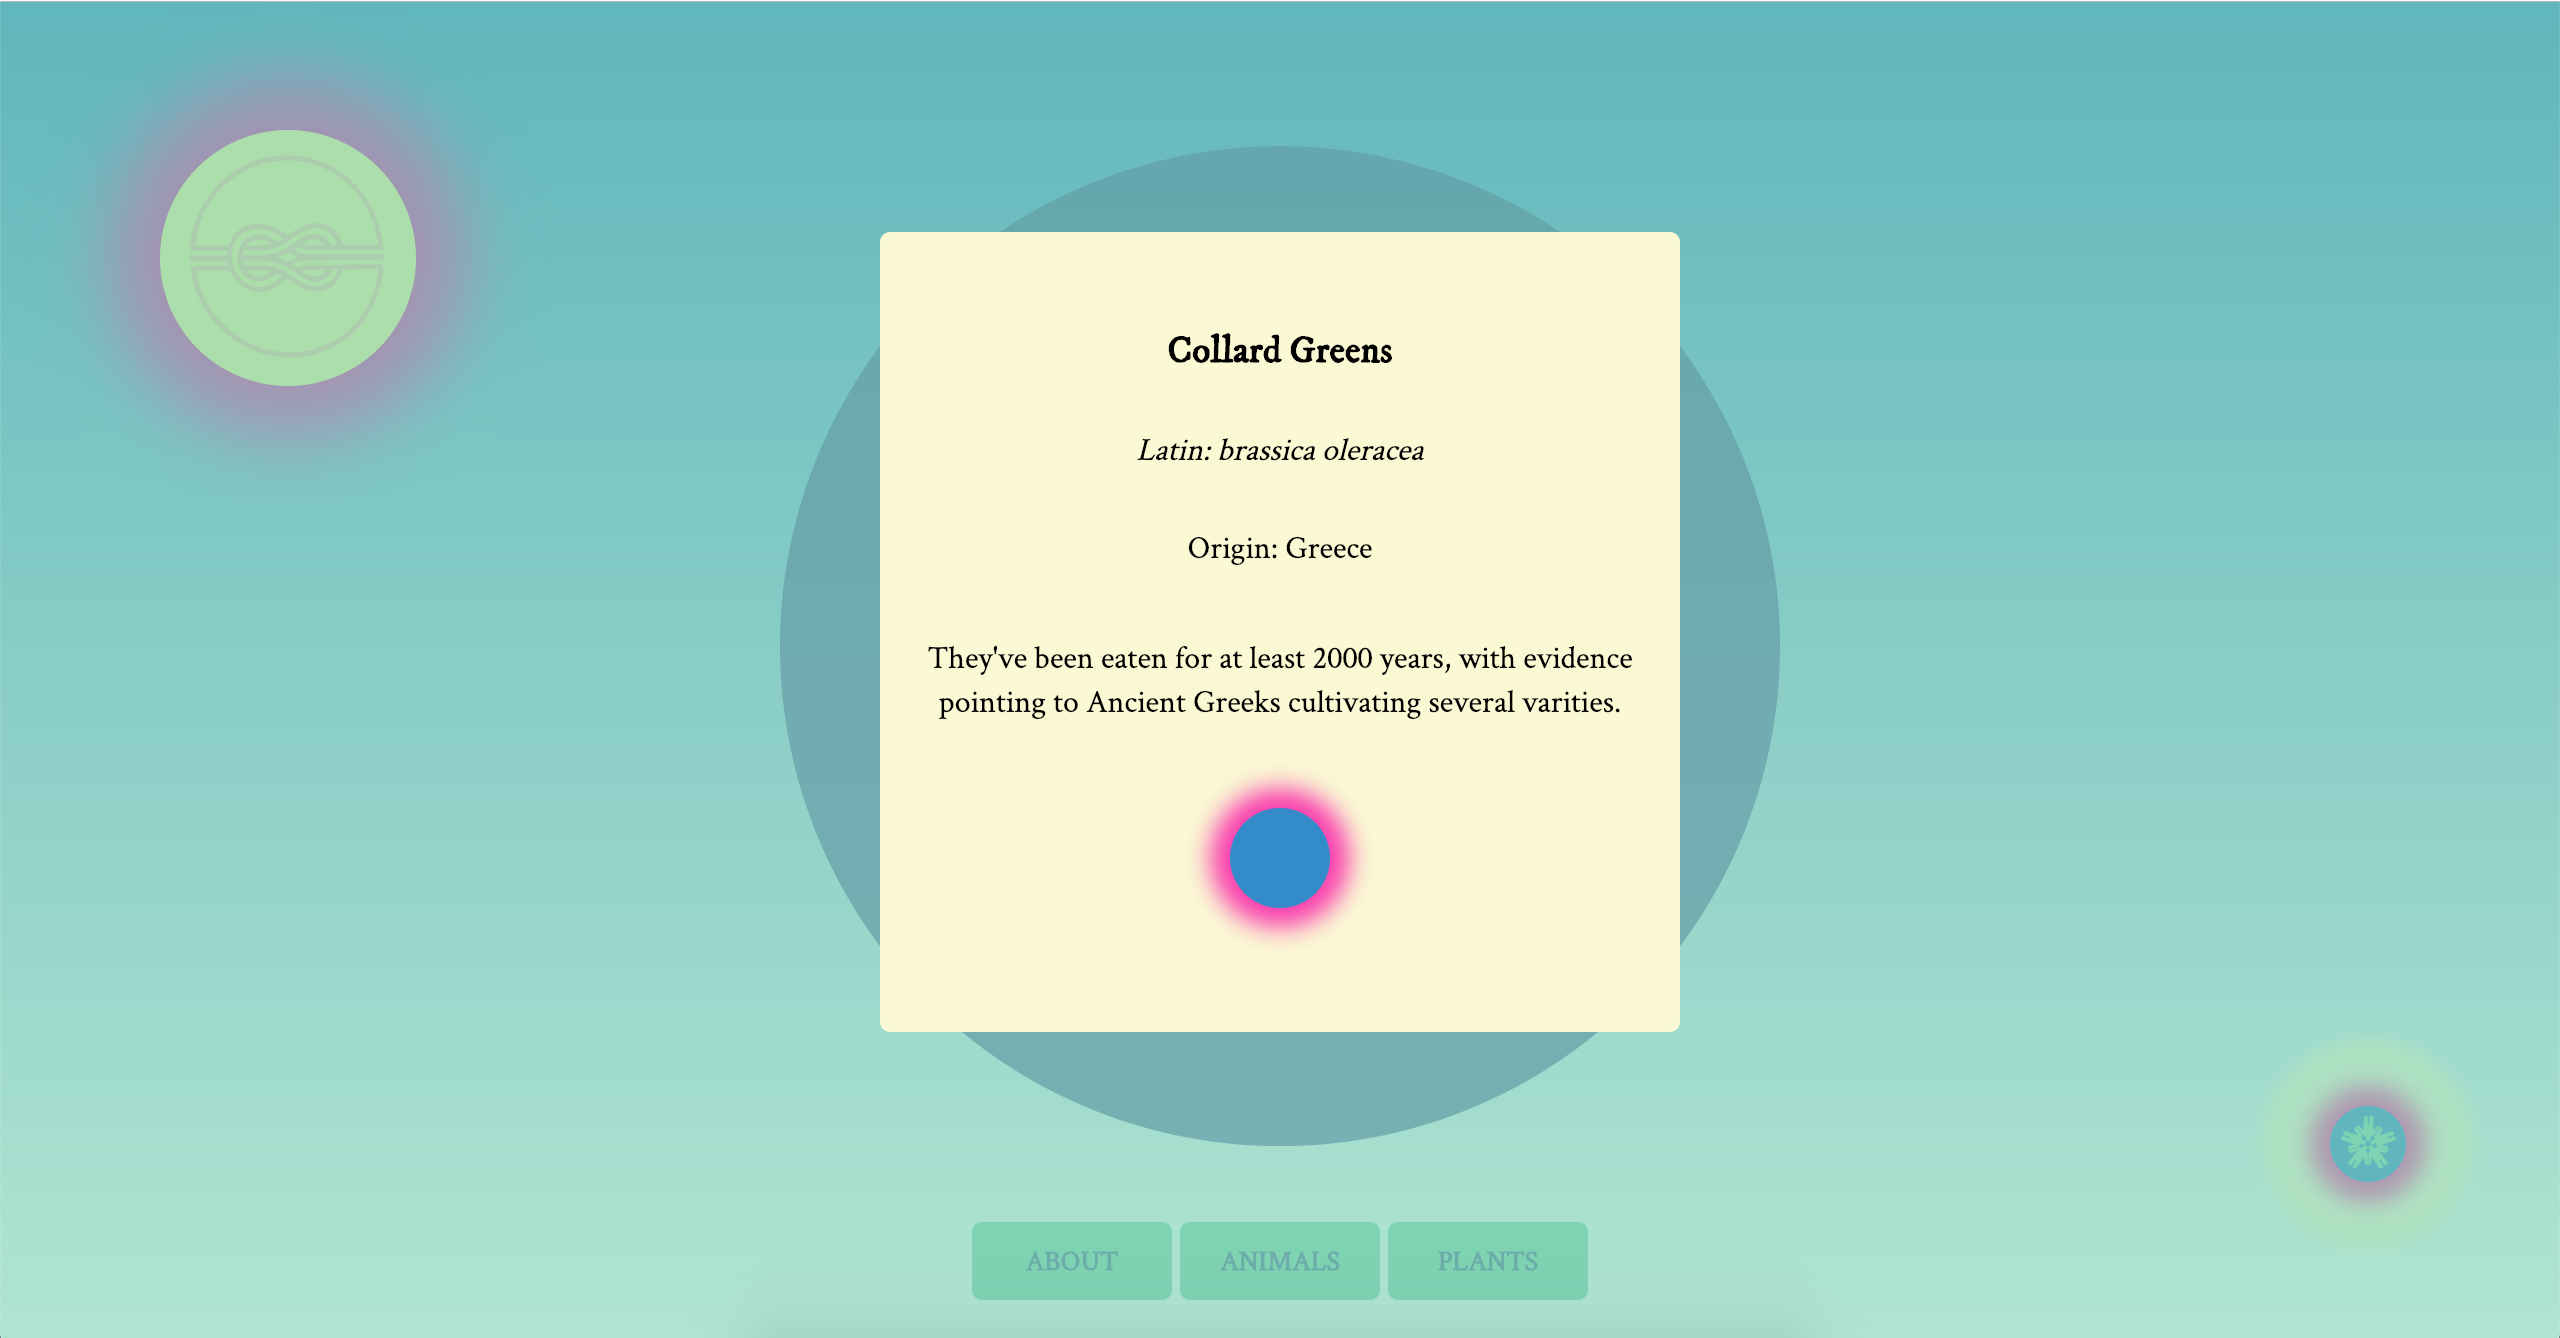 Collard Greens
Latin: brassica oleracea
Origin: Greece
They've been eaten for at least 2000 years, with evidence
pointing to Ancient Greeks cultivating several varities.
ABOUT
ANIMALS
PLANTS